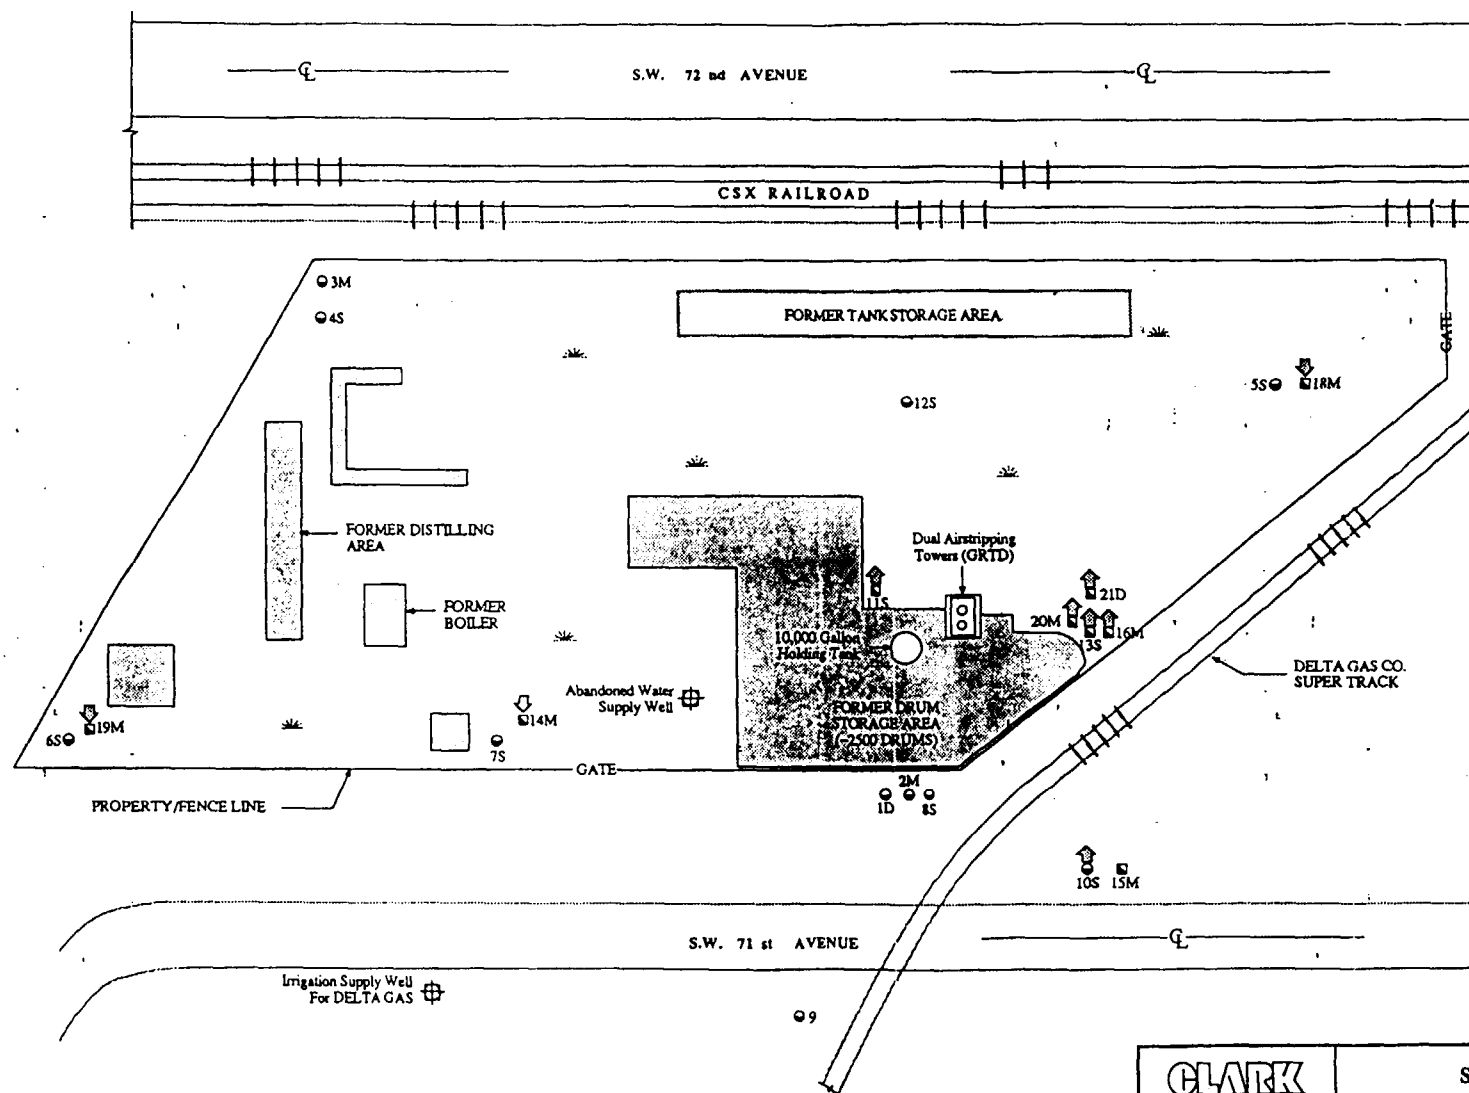 S.W. 72 nd AVENUE
CSX RAILROAD
3M
4S
FORMER TANK STORAGE AREA
GATE
5S
18M
12S
FORMER DISTILLING
AREA
Dual Airstripping
Towers (GRTD)
11S
21D
20M
13S
16M
FORMER
BOILER
10,000 Gallon
Holding Tank
DELTA GAS CO.
SUPER TRACK
Abandoned Water
Supply Well
FORMER DRUM
STORAGE AREA
(~2500 DRUMS)
14M
19M
6S
7S
GATE
2M
1D
8S
PROPERTY/FENCE LINE
10S
15M
S.W. 71 st AVENUE
Irrigation Supply Well
For DELTA GAS
9
CLARK
S